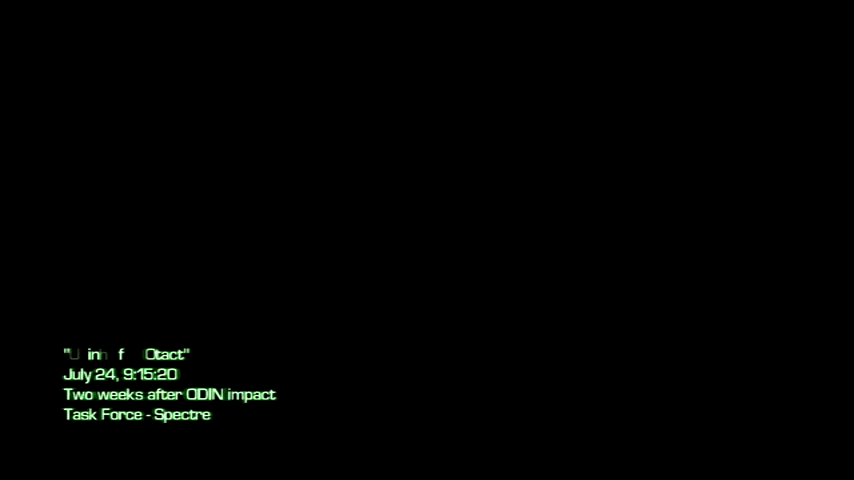 July 24, 9:15:20
Two weeks after ODIN impact
Task Force - Spectre